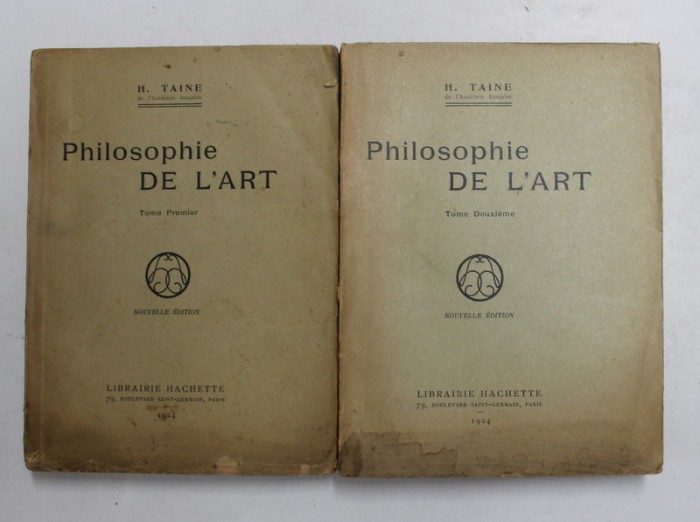 H. TAINE
de l'Académie française
Philosophie
DE L'ART
Tome Premier
NOUVELLE ÉDITION
LIBRAIRIE HACHETTE
79, BOULEVARD SAINT-GERMAIN, PARIS
1924
H. TAINE
de l'Académie française
Philosophie
DE L'ART
Tome Deuxième
NOUVELLE ÉDITION
LIBRAIRIE HACHETTE
79, BOULEVARD SAINT-GERMAIN, PARIS
1924